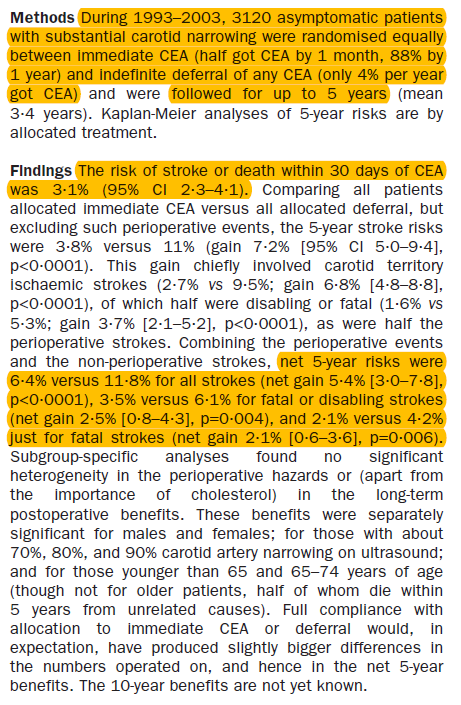 Methods During 1993–2003, 3120 asymptomatic patients
with substantial carotid narrowing were randomised equally
between immediate CEA (half got CEA by 1 month, 88% by
1 year) and indefinite deferral of any CEA (only 4% per year
got CEA) and were followed for up to 5 years (mean
3·4 years). Kaplan-Meier analyses of 5-year risks are by
allocated treatment.
Findings The risk of stroke or death within 30 days of CEA
was 3·1% (95% CI 2·3–4·1). Comparing all patients
allocated immediate CEA versus all allocated deferral, but
excluding such perioperative events, the 5-year stroke risks
were 3·8% versus 11% (gain 7·2% [95% CI 5·0–9·4],
p<0·0001). This gain chiefly involved carotid territory
ischaemic strokes (2·7% vs 9·5%; gain 6·8% [4·8–8·8],
p<0·0001), of which half were disabling or fatal (1·6% vs
5·3%; gain 3·7% [2·1–5·2], p<0·0001), as were half the
perioperative strokes. Combining the perioperative events
and the non-perioperative strokes, net 5-year risks were
6·4% versus 11·8% for all strokes (net gain 5·4% [3·0–7·8],
p<0·0001), 3·5% versus 6·1% for fatal or disabling strokes
(net gain 2·5% [0·8–4·3], p=0·004), and 2·1% versus 4·2%
just for fatal strokes (net gain 2·1% [0·6–3·6], p=0·006).
Subgroup-specific analyses found no significant
heterogeneity in the perioperative hazards or (apart from
the importance of cholesterol) in the long-term
postoperative benefits. These benefits were separately
significant for males and females; for those with about
70%, 80%, and 90% carotid artery narrowing on ultrasound;
and for those younger than 65 and 65–74 years of age
(though not for older patients, half of whom die within
5 years from unrelated causes). Full compliance with
allocation to immediate CEA or deferral would, in
expectation, have produced slightly bigger differences in
the numbers operated on, and hence in the net 5-year
benefits. The 10-year benefits are not yet known.